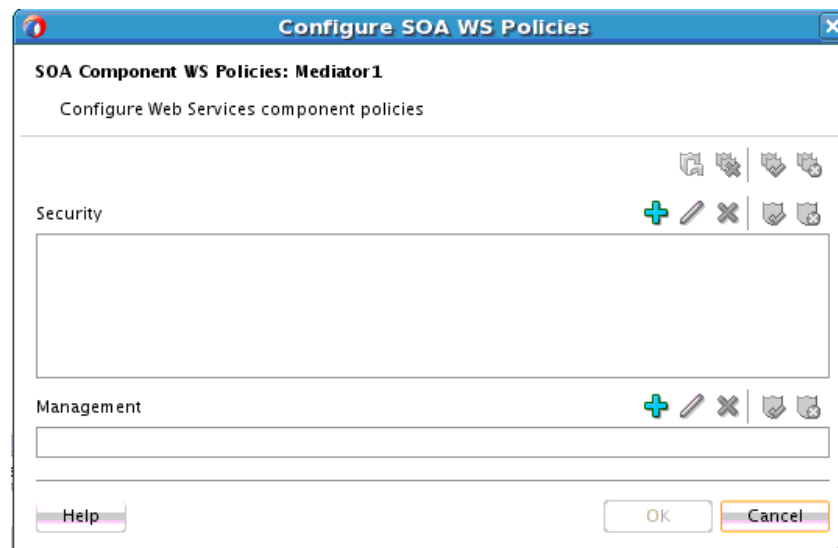 Configure SOA WS Policies
SOA Component WS Policies: Mediator1
Configure Web Services component policies
Security
Management
Help
OK
Cancel